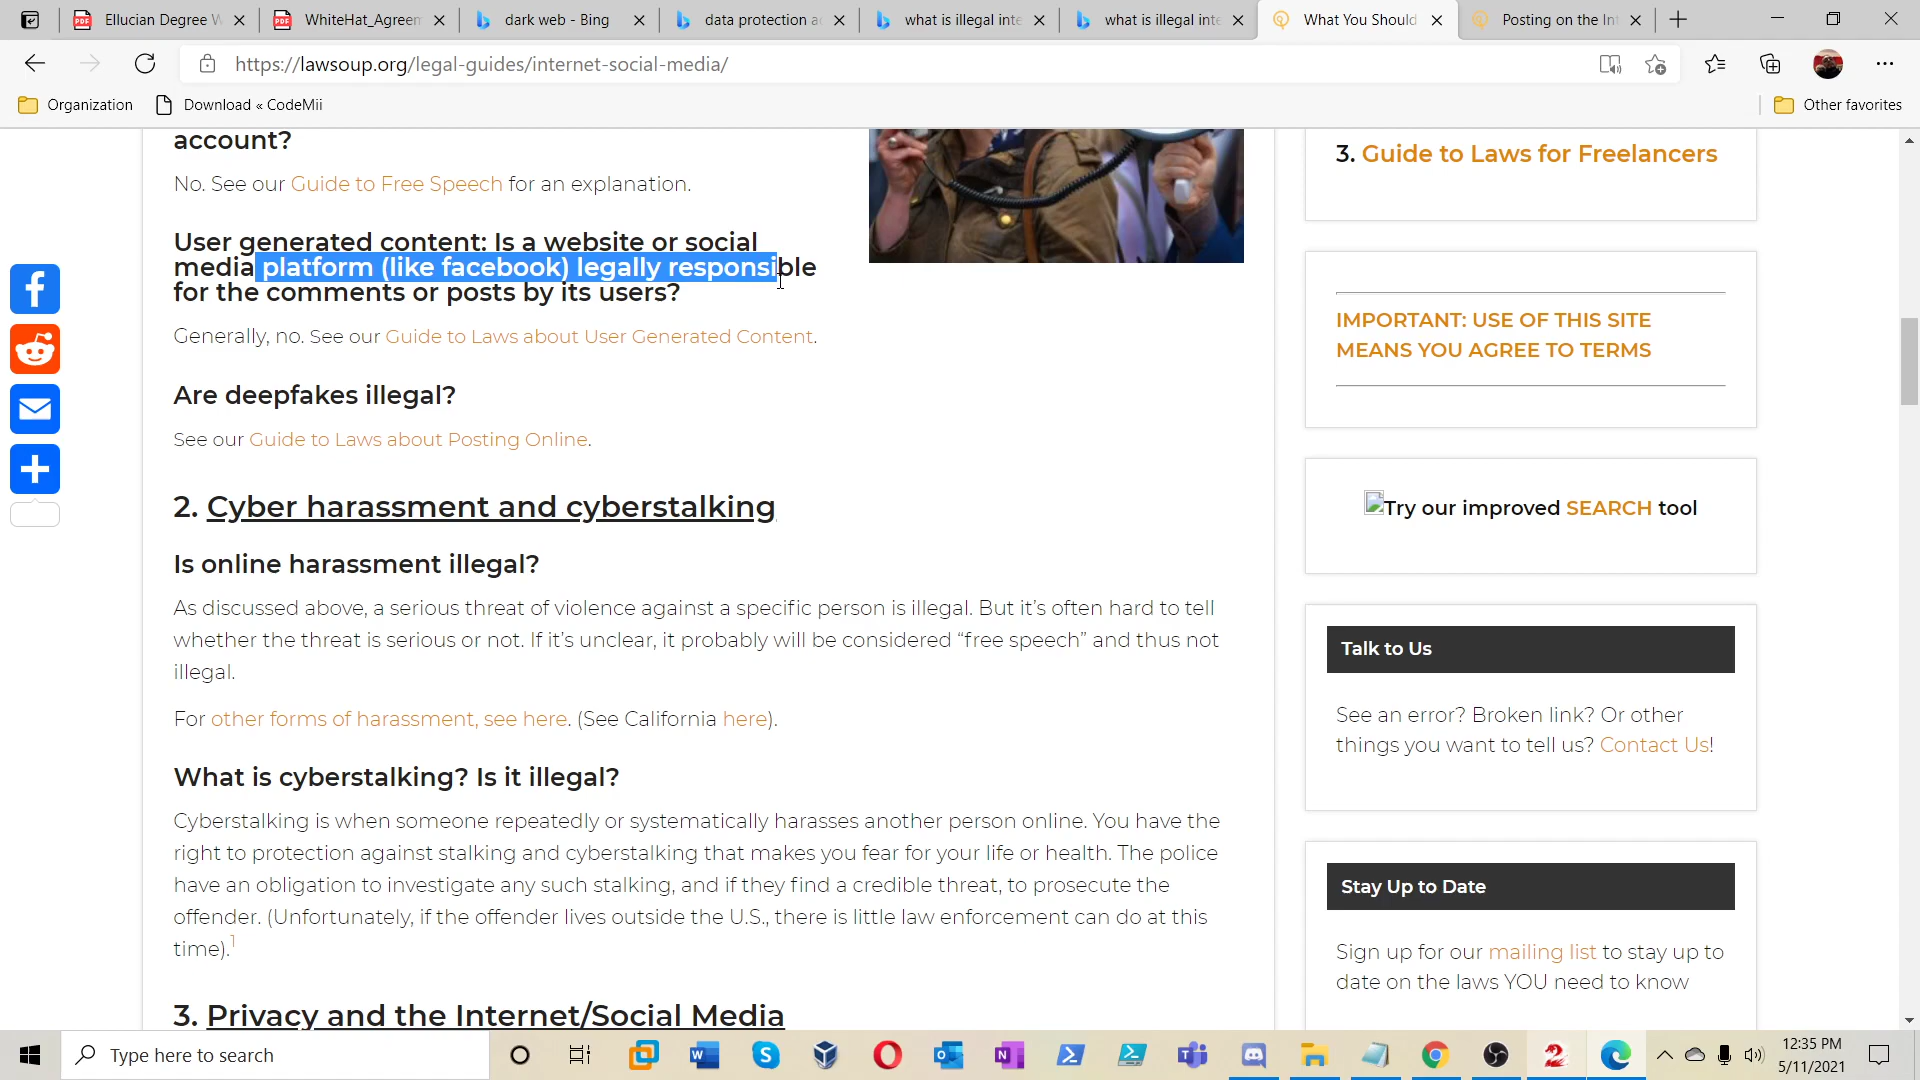 Ellucian Degree W
WhiteHat_Agreem
dark web - Bing
data protection ac
what is illegal inte
what is illegal inte
What You Should
Posting on the Int
https://lawsoup.org/legal-guides/internet-social-media/
Organization
Download « CodeMii
Other favorites
account?
No. See our Guide to Free Speech for an explanation.
User generated content: Is a website or social
media platform (like facebook) legally responsible
for the comments or posts by its users?
Generally, no. See our Guide to Laws about User Generated Content.
Are deepfakes illegal?
See our Guide to Laws about Posting Online.
2. Cyber harassment and cyberstalking
Is online harassment illegal?
As discussed above, a serious threat of violence against a specific person is illegal. But it's often hard to tell
whether the threat is serious or not. If it's unclear, it probably will be considered “free speech” and thus not
illegal.
For other forms of harassment, see here. (See California here).
What is cyberstalking? Is it illegal?
Cyberstalking is when someone repeatedly or systematically harasses another person online. You have the
right to protection against stalking and cyberstalking that makes you fear for your life or health. The police
have an obligation to investigate any such stalking, and if they find a credible threat, to prosecute the
offender. (Unfortunately, if the offender lives outside the U.S., there is little law enforcement can do at this
time).1
3. Privacy and the Internet/Social Media
3. Guide to Laws for Freelancers
IMPORTANT: USE OF THIS SITE
MEANS YOU AGREE TO TERMS
Try our improved SEARCH tool
Talk to Us
See an error? Broken link? Or other
things you want to tell us? Contact Us!
Stay Up to Date
Sign up for our mailing list to stay up to
date on the laws YOU need to know
Type here to search
12:35 PM
5/11/2021